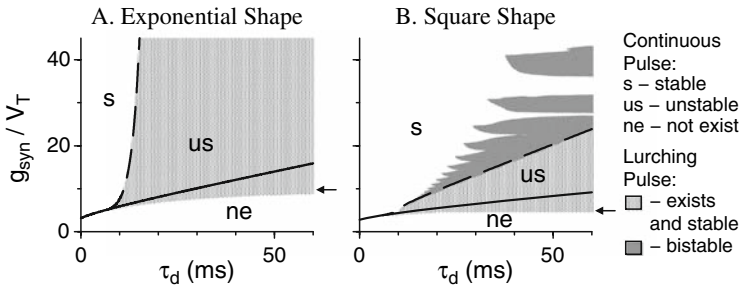 A. Exponential Shape
B. Square Shape
g_syn / V_T
40
20
0
s
us
ne
0
50
τ_d (ms)
s
us
ne
0
50
τ_d (ms)
Continuous
Pulse:
s – stable
us – unstable
ne – not exist
Lurching
Pulse:
– exists
and stable
– bistable